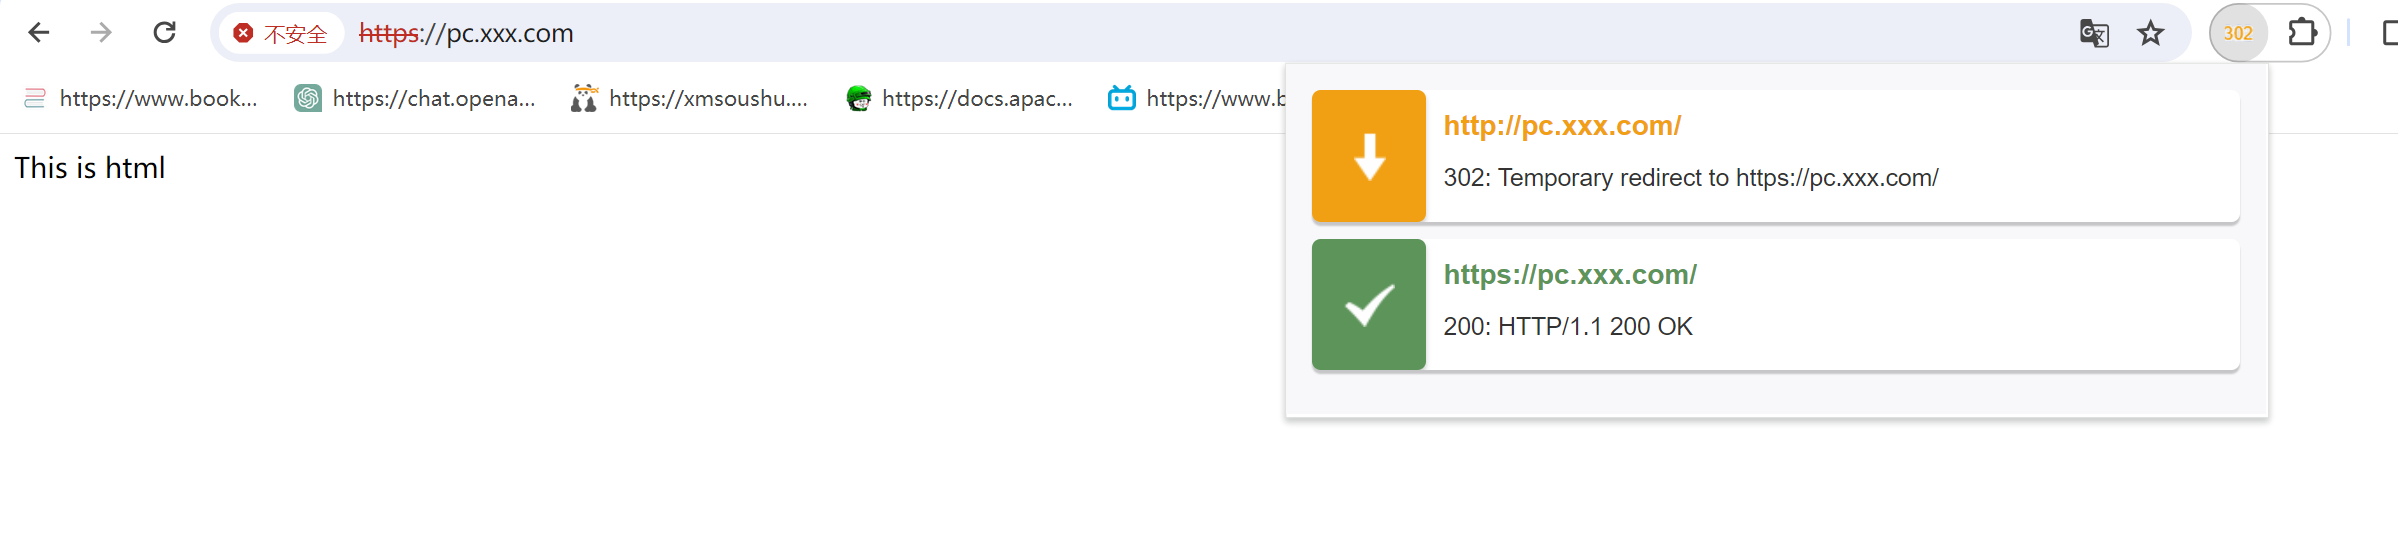 不安全 https://pc.xxx.com
302
https://www.book...
https://chat.opena...
https://xmsoushu....
https://docs.apac...
https://www.b
This is html
http://pc.xxx.com/
302: Temporary redirect to https://pc.xxx.com/
https://pc.xxx.com/
200: HTTP/1.1 200 OK